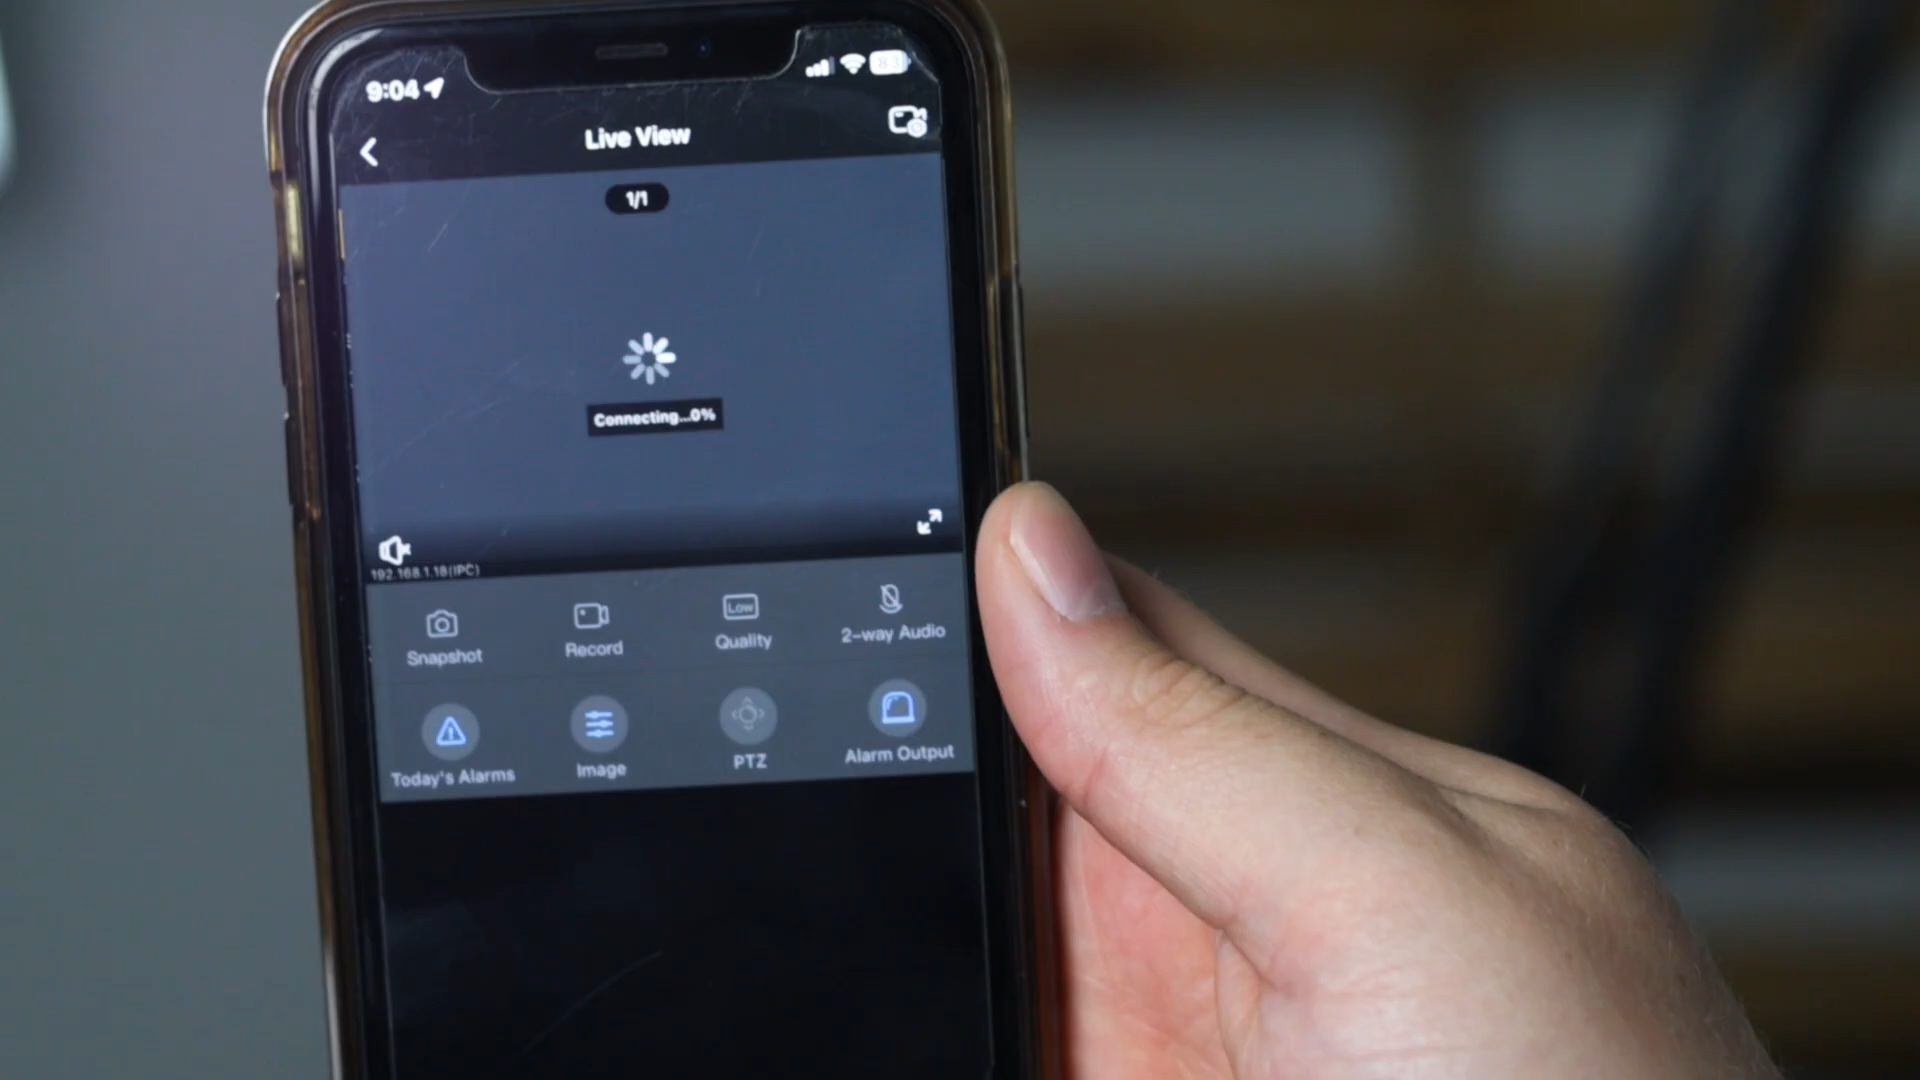 9:04
83
Live View
1/1
Connecting...0%
192.168.1.18(IPC)
Snapshot
Record
Low
Quality
2-way Audio
Today's Alarms
Image
PTZ
Alarm Output